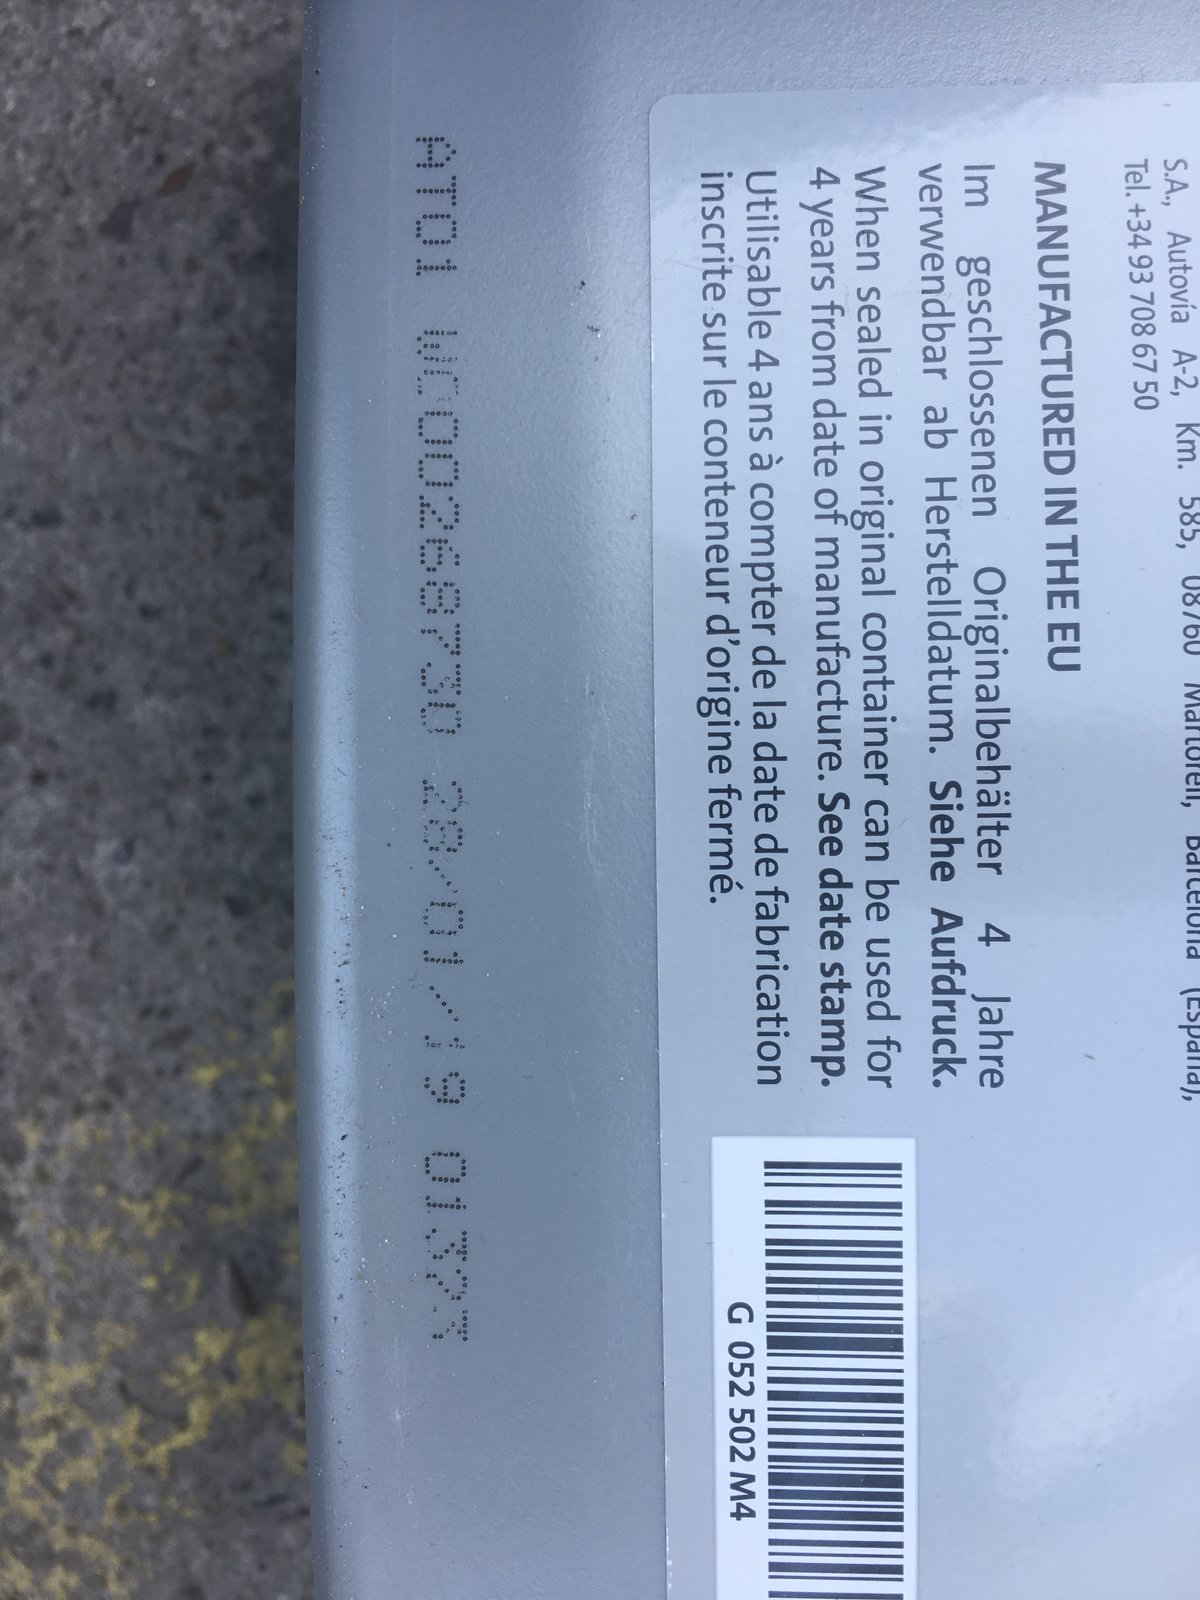 S.A., Autovía A-2, Km. 585, 08760 Martorell, Barcelona (España),
Tel. +34 93 708 67 50
MANUFACTURED IN THE EU
Im geschlossenen Originalbehälter 4 Jahre
verwendbar ab Herstelldatum. Siehe Aufdruck.
When sealed in original container can be used for
4 years from date of manufacture. See date stamp.
Utilisable 4 ans à compter de la date de fabrication
inscrite sur le conteneur d'origine fermé.
G 052 502 M4
AT01 28/01/19